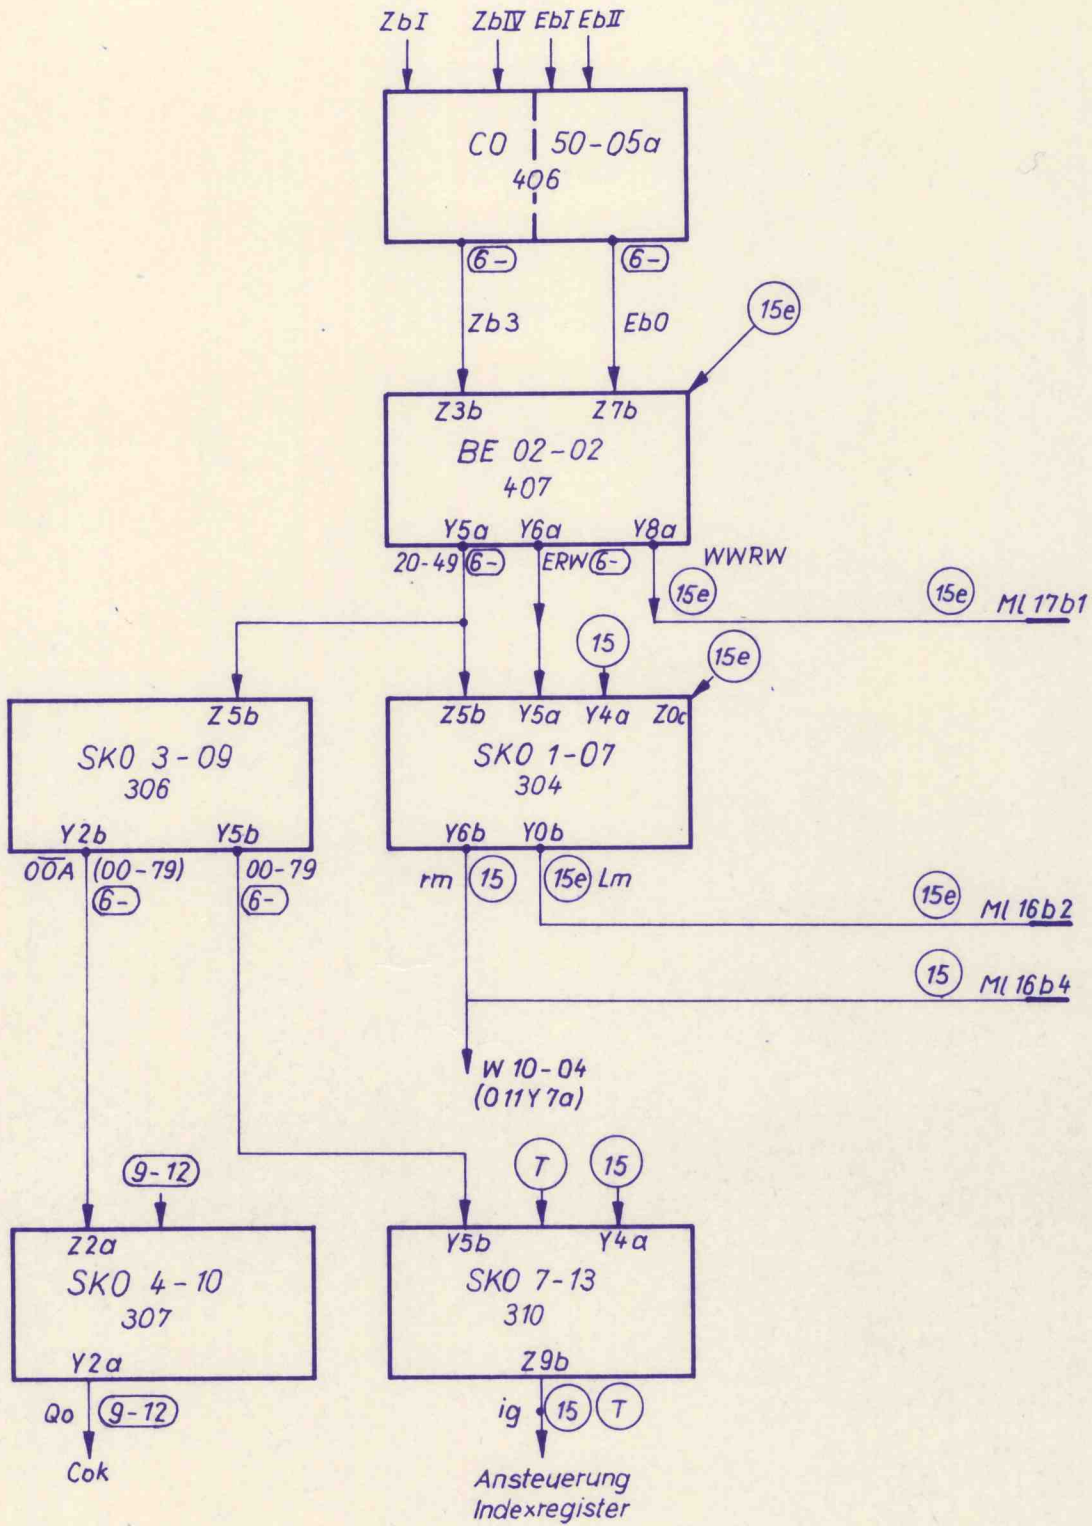 ZbI ZbIV EbI EbII
CO 50-05a
406
6- 6-
Zb3 Eb0 15e
Z3b Z7b
BE 02-02
407
Y5a Y6a Y8a
20-49 6- ERW 6- WWRW
15e 15e Ml 17b1
15 15e
Z5b Z5b Y5a Y4a Z0c
SKO 3-09 SKO 1-07
306 304
Y2b Y5b Y6b Y0b
O̅O̅A (00-79) 00-79 rm 15 15e Lm
6- 6- 15e Ml 16b2
15 Ml 16b4
W 10-04
(011Y7a)
9-12 T 15
Z2a Y5b Y4a
SKO 4-10 SKO 7-13
307 310
Y2a Z9b
Qo 9-12 ig 15 T
Cok Ansteuerung
Indexregister